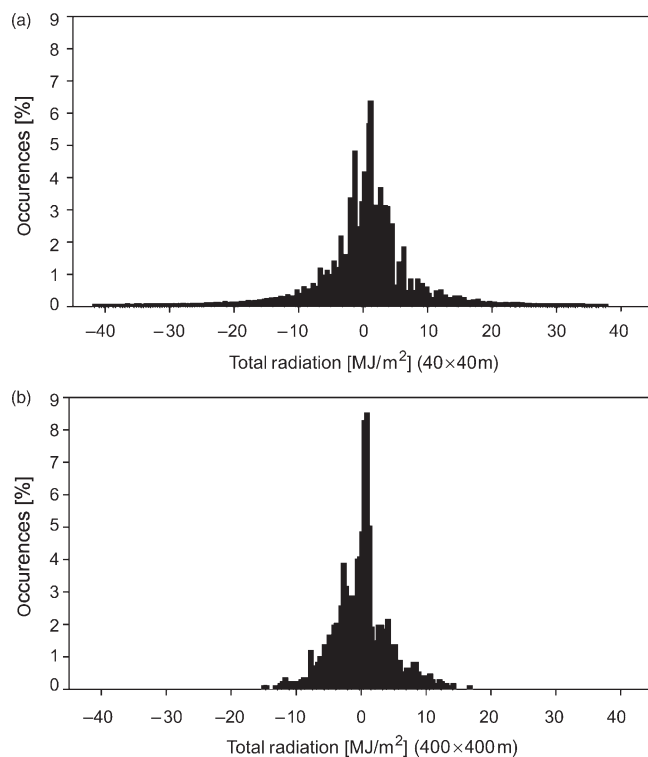 (a)
9
8
7
6
5
4
3
2
1
0
Occurences [%]
–40 –30 –20 –10 0 10 20 30 40
Total radiation [MJ/m²] (40×40m)
(b)
9
8
7
6
5
4
3
2
1
0
Occurences [%]
–40 –30 –20 –10 0 10 20 30 40
Total radiation [MJ/m²] (400×400m)